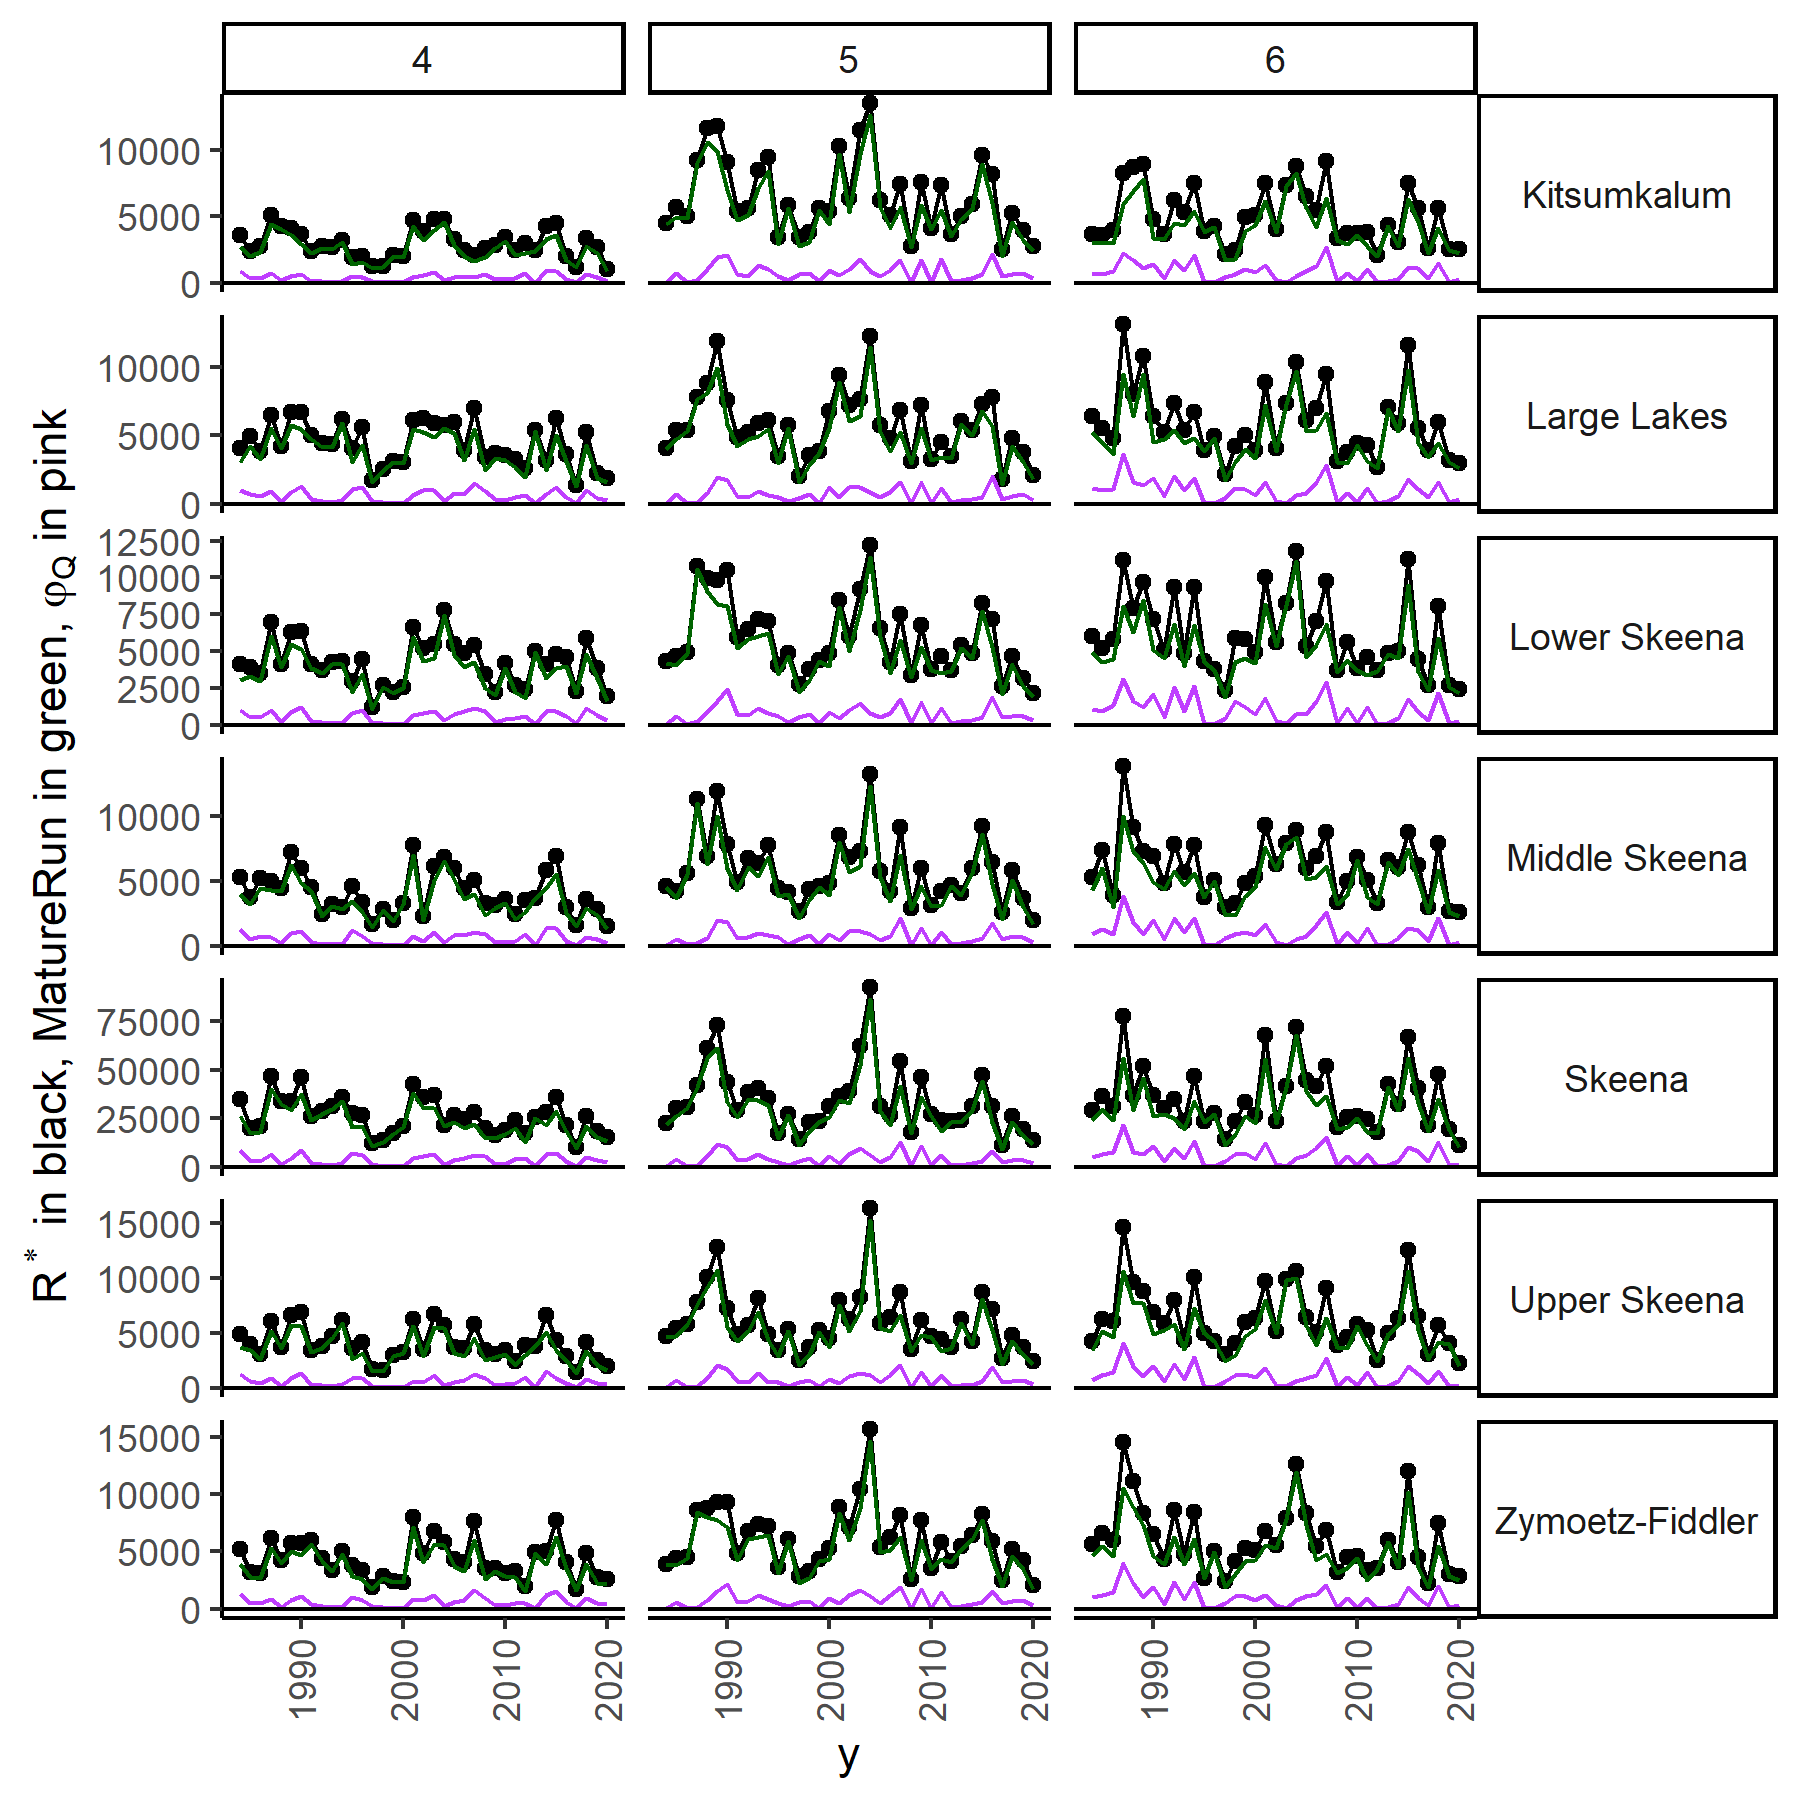 4 5 6
R* in black, MatureRun in green, φQ in pink
10000
5000
0
Kitsumkalum
10000
5000
0
Large Lakes
12500
10000
7500
5000
2500
0
Lower Skeena
10000
5000
0
Middle Skeena
75000
50000
25000
0
Skeena
15000
10000
5000
0
Upper Skeena
15000
10000
5000
0
Zymoetz-Fiddler
1990 2000 2010 2020 1990 2000 2010 2020 1990 2000 2010 2020
y